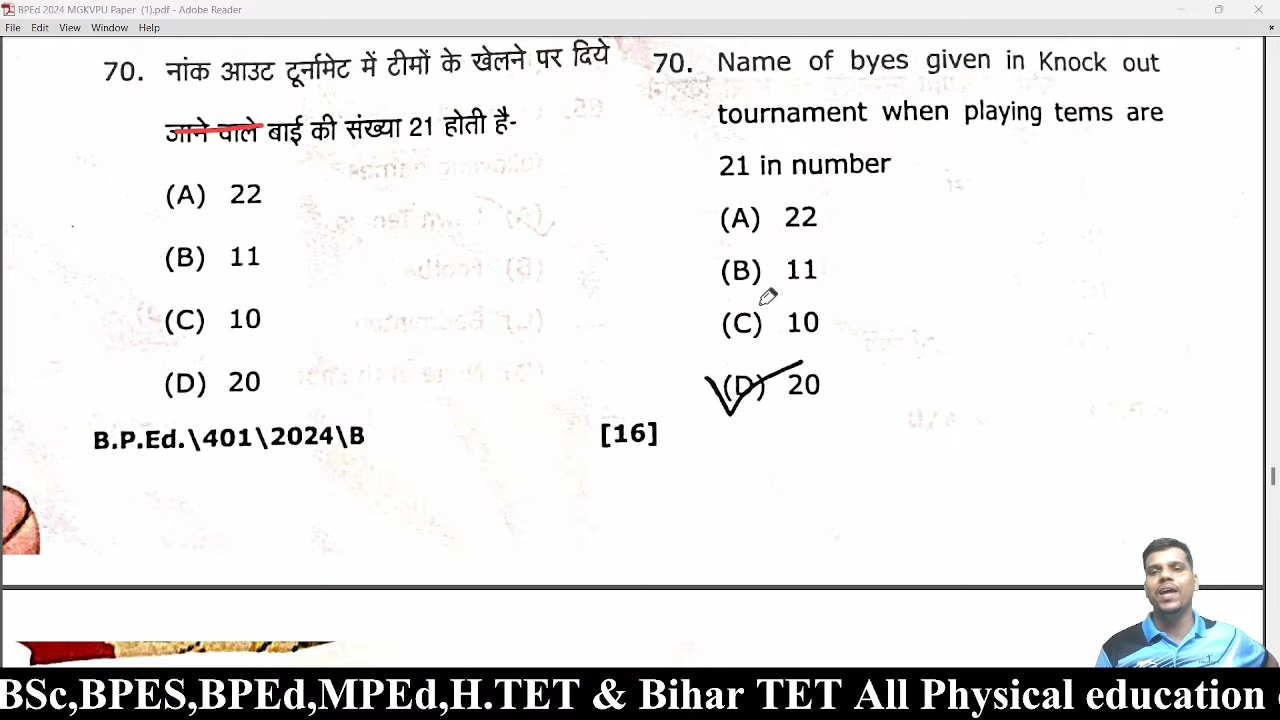 BPEd 2024 MGKVPU Paper (1).pdf - Adobe Reader
File Edit View Window Help
70. नांक आउट टूर्नामेट में टीमों के खेलने पर दिये
जाने वाले बाई की संख्या 21 होती है-
(A) 22
(B) 11
(C) 10
(D) 20
B.P.Ed.\401\2024\B
[16]
70. Name of byes given in Knock out
tournament when playing tems are
21 in number
(A) 22
(B) 11
(C) 10
(D) 20
BSc,BPES,BPEd,MPEd,H.TET & Bihar TET All Physical education